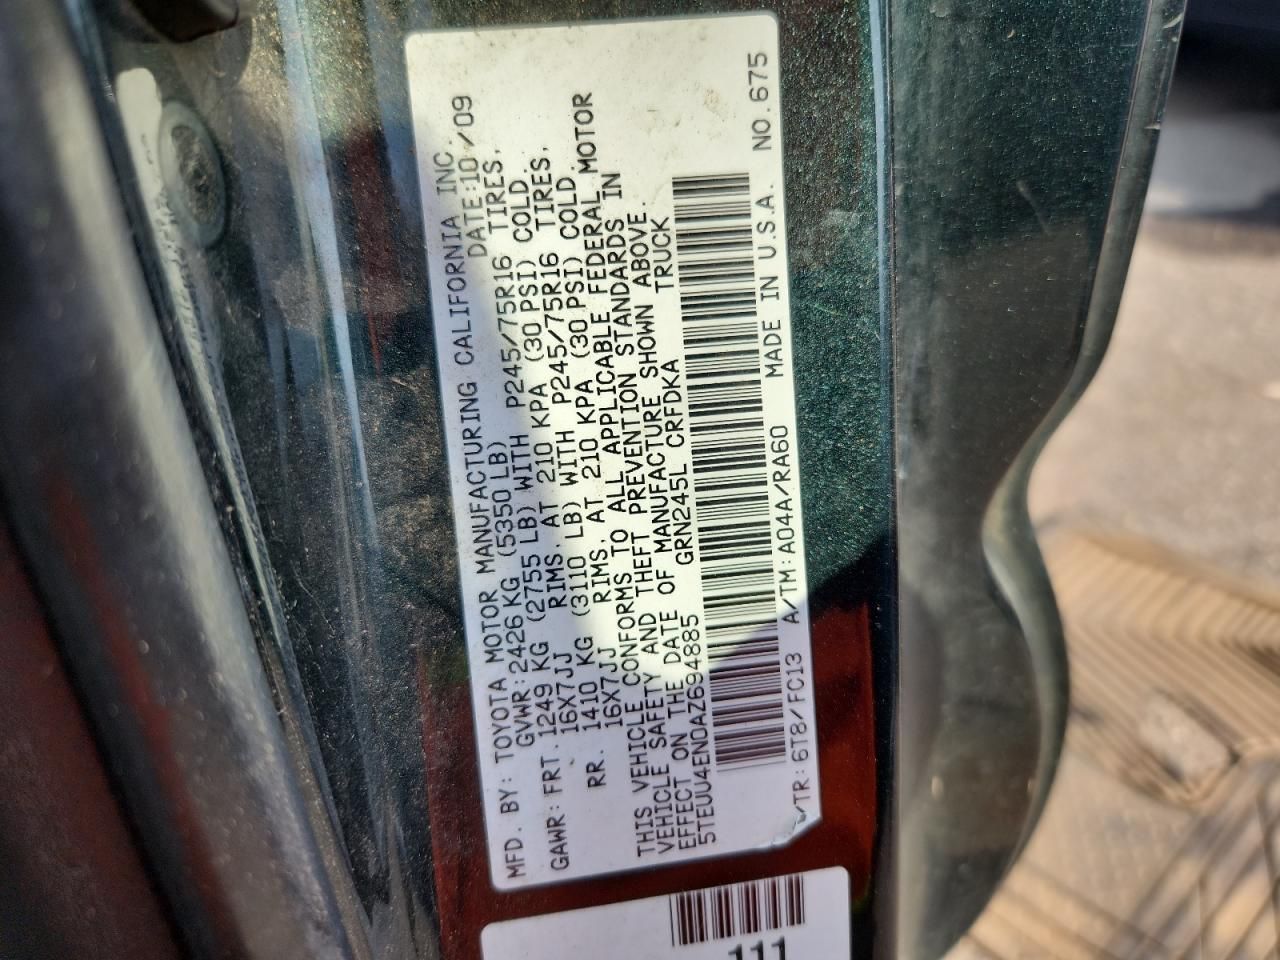 MFD. BY: TOYOTA MOTOR MANUFACTURING CALIFORNIA INC.
GVWR: 2426 KG (5350 LB) DATE: 10/09
GAWR: FRT. 1249 KG (2755 LB) WITH P245/75R16 TIRES,
16X7JJ RIMS, AT 210 KPA (30 PSI) COLD.
RR. 1410 KG (3110 LB) WITH P245/75R16 TIRES,
16X7JJ RIMS, AT 210 KPA (30 PSI) COLD.
THIS VEHICLE CONFORMS TO ALL APPLICABLE FEDERAL MOTOR
VEHICLE SAFETY AND THEFT PREVENTION STANDARDS IN
EFFECT ON THE DATE OF MANUFACTURE SHOWN ABOVE.
5TEUU4EN0AZ694885 GRN245L CRFDKA TRUCK
/TR: 6T8/FC13 A/TM: A04A/RA60 MADE IN U.S.A. NO. 675
111